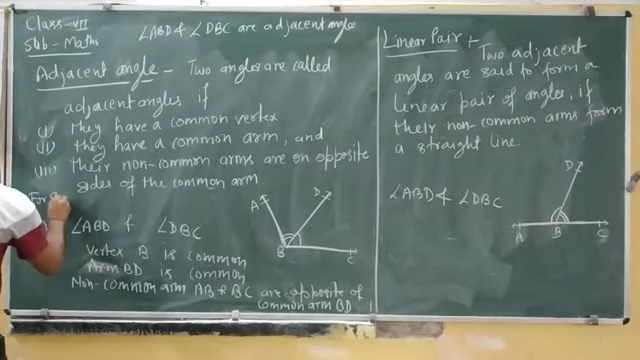 Class-VII
Sub-Maths
∠ABD & ∠DBC are adjacent angle
Adjacent angle - Two angles are called
adjacent angles if
(i) They have a common vertex
(ii) They have a common arm, and
(iii) Their non-common arms are on opposite
sides of the common arm.
For
∠ABD & ∠DBC
Vertex B is common
Arm BD is common
Non-common arm AB & BC are opposite of
common arm BD
A
D
B
C
Linear Pair :- Two adjacent
angles are said to form a
linear pair of angles, if
their non-common arms form
a straight line.
∠ABD & ∠DBC
D
A
B
C